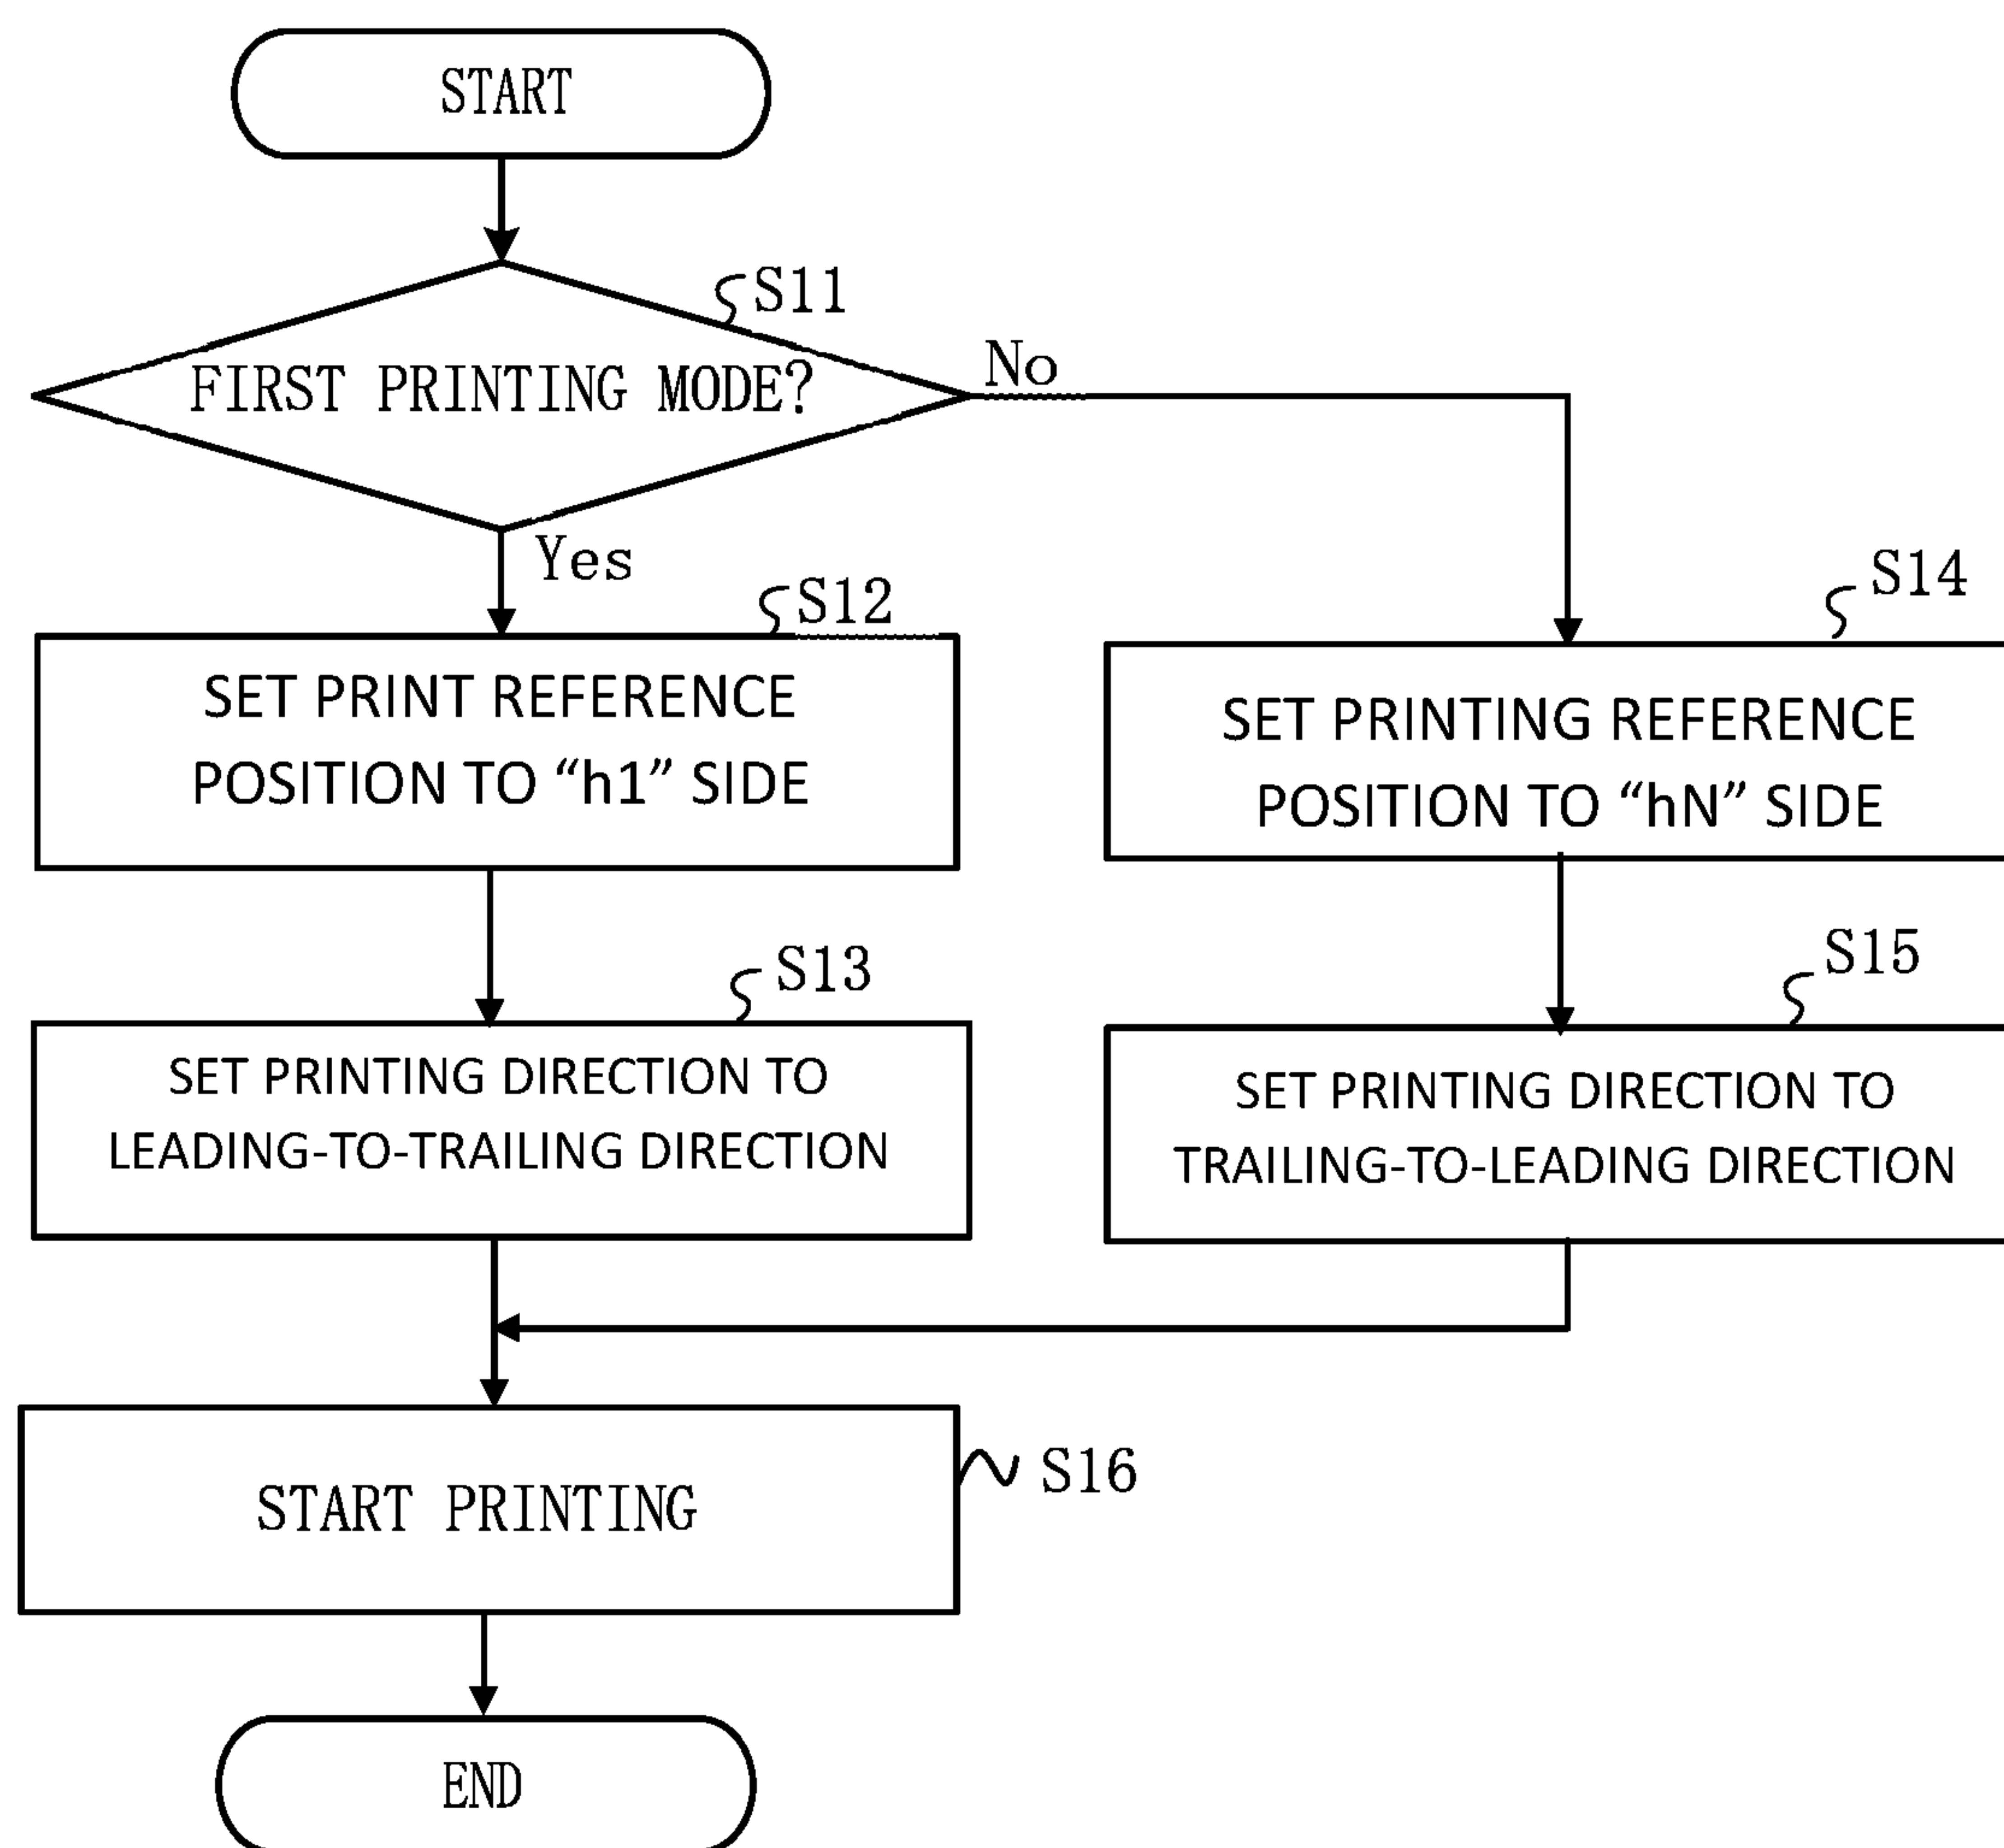 START
S11
FIRST PRINTING MODE?
No
Yes
S12
SET PRINT REFERENCE
POSITION TO “h1” SIDE
S14
SET PRINTING REFERENCE
POSITION TO “hN” SIDE
S13
SET PRINTING DIRECTION TO
LEADING-TO-TRAILING DIRECTION
S15
SET PRINTING DIRECTION TO
TRAILING-TO-LEADING DIRECTION
START PRINTING
S16
END